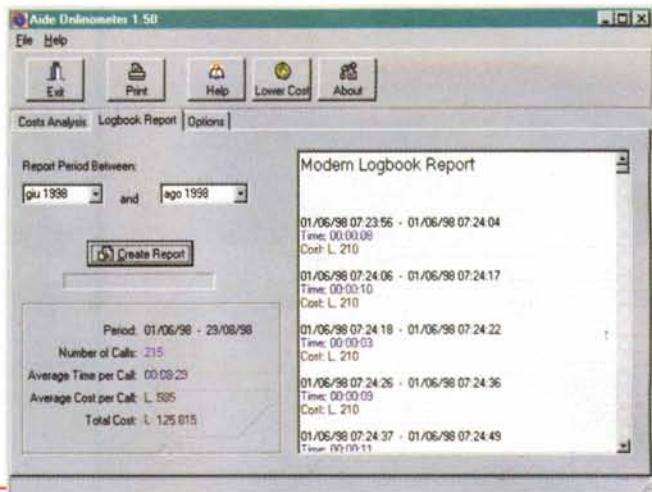 Aide Onlinometer 1.50
File Help
Exit Print Help Lower Cost About
Costs Analysis Logbook Report Options
Report Period Between:
giu 1998 and ago 1998
Create Report
Period: 01/06/98 - 29/08/98
Number of Calls: 215
Average Time per Call: 00:09:29
Average Cost per Call: L. 585
Total Cost: L. 125 815
Modem Logbook Report
01/06/98 07:23:56 - 01/06/98 07:24:04
Time: 00:00:08
Cost: L. 210
01/06/98 07:24:06 - 01/06/98 07:24:17
Time: 00:00:10
Cost: L. 210
01/06/98 07:24:18 - 01/06/98 07:24:22
Time: 00:00:03
Cost: L. 210
01/06/98 07:24:26 - 01/06/98 07:24:36
Time: 00:00:09
Cost: L. 210
01/06/98 07:24:37 - 01/06/98 07:24:49
Time: 00:00:11